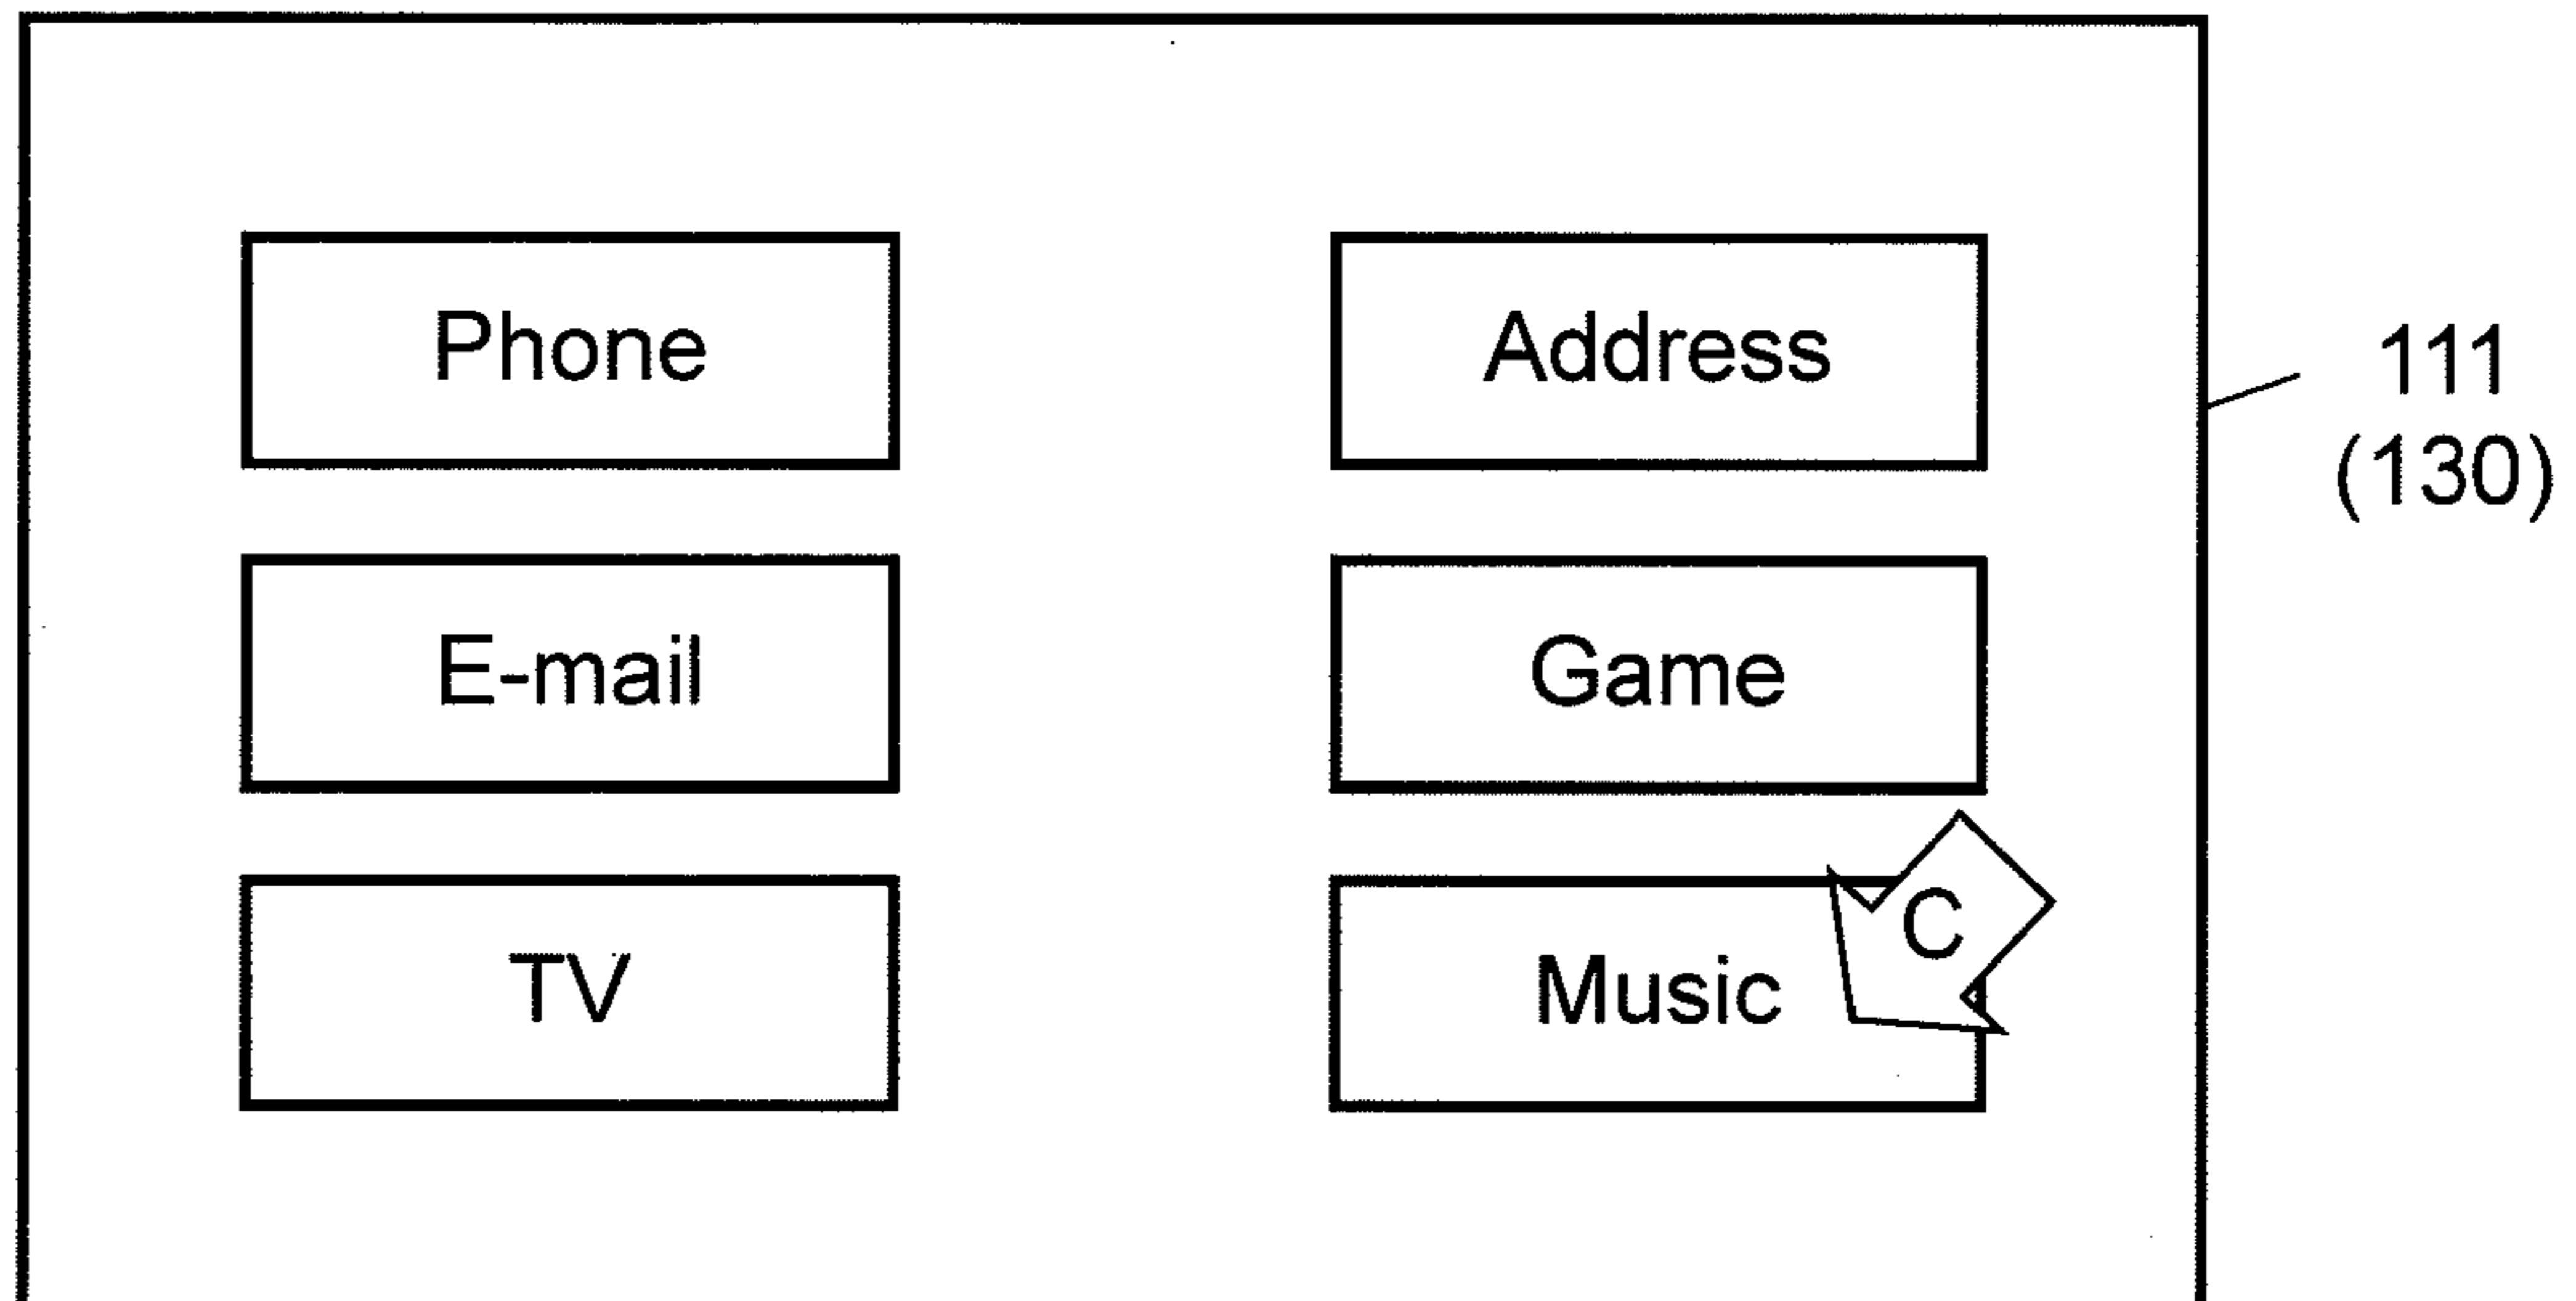 Phone
Address
111
(130)
E-mail
Game
C
TV
Music